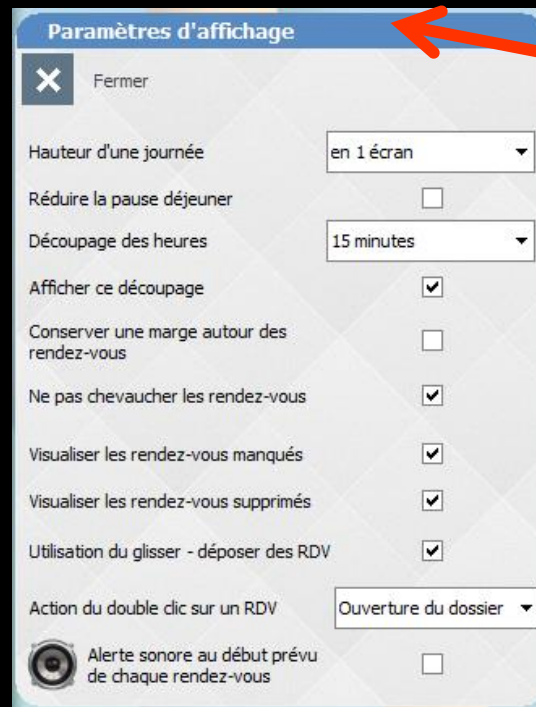 Paramètres d'affichage
Fermer
Hauteur d'une journée en 1 écran
Réduire la pause déjeuner
Découpage des heures 15 minutes
Afficher ce découpage
Conserver une marge autour des
rendez-vous
Ne pas chevaucher les rendez-vous
Visualiser les rendez-vous manqués
Visualiser les rendez-vous supprimés
Utilisation du glisser - déposer des RDV
Action du double clic sur un RDV Ouverture du dossier
Alerte sonore au début prévu
de chaque rendez-vous